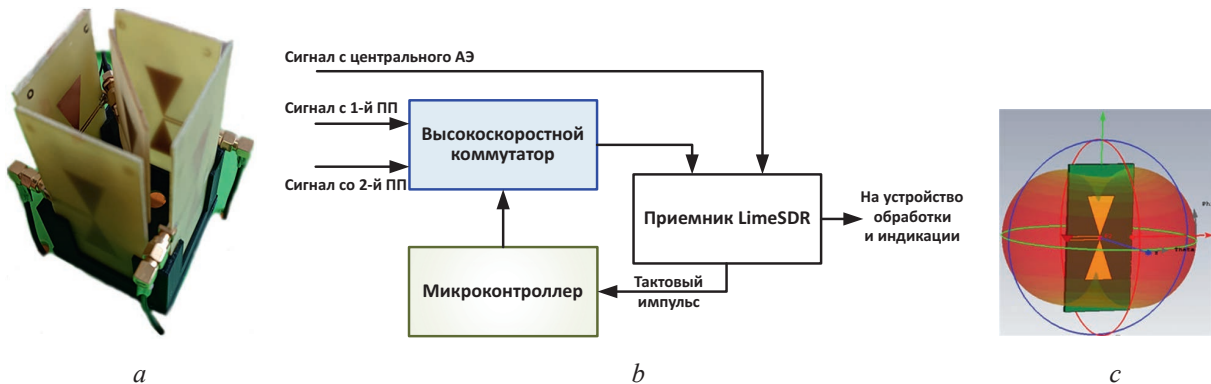 Сигнал с центрального АЭ
Сигнал с 1-й ПП
Высокоскоростной
коммутатор
Сигнал со 2-й ПП
Приемник LimeSDR
На устройство
обработки
и индикации
Микроконтроллер
Тактовый
импульс
a
b
c